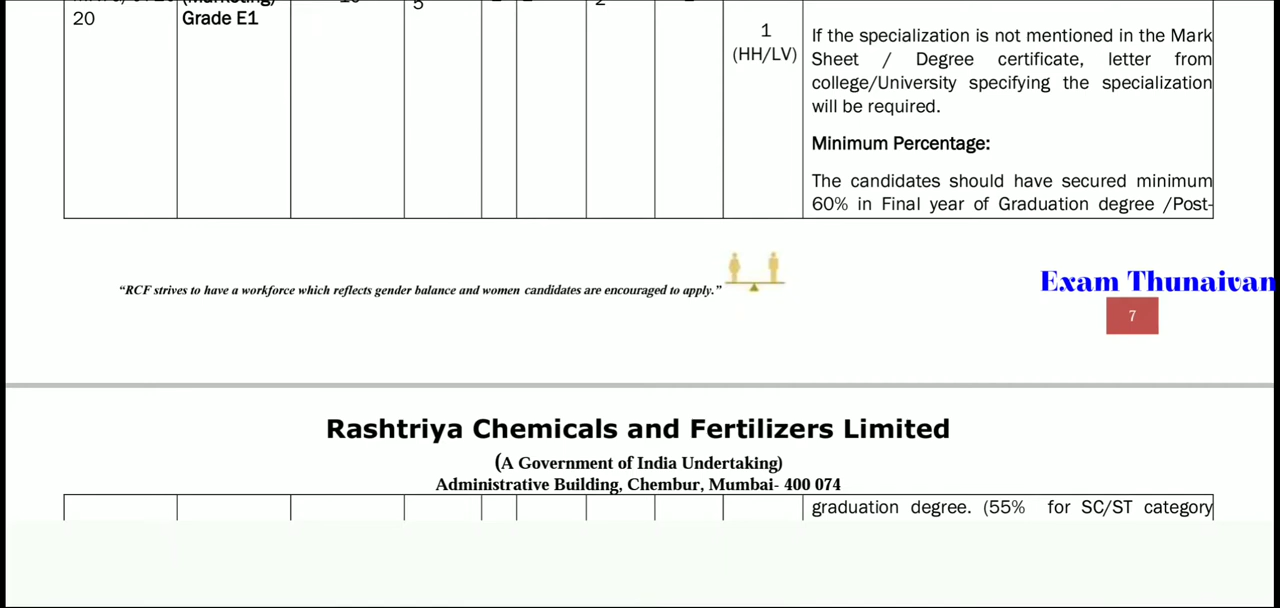 20
Grade E1
5
2
1
(HH/LV)
If the specialization is not mentioned in the Mark
Sheet / Degree certificate, letter from
college/University specifying the specialization
will be required.
Minimum Percentage:
The candidates should have secured minimum
60% in Final year of Graduation degree /Post-
“RCF strives to have a workforce which reflects gender balance and women candidates are encouraged to apply.”
Exam Thunaivan
7
Rashtriya Chemicals and Fertilizers Limited
(A Government of India Undertaking)
Administrative Building, Chembur, Mumbai- 400 074
graduation degree. (55% for SC/ST category